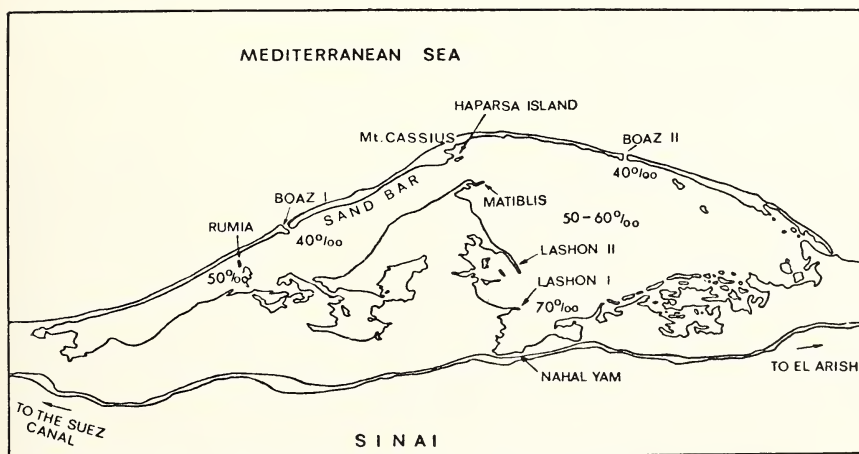 MEDITERRANEAN SEA
HAPARSA ISLAND
Mt. CASSIUS
BOAZ II
40‰
SAND BAR
BOAZ I
MATIBLIS
RUMIA
40‰
50-60‰
50‰
LASHON II
LASHON I
70‰
NAHAL YAM
TO EL ARISH
TO THE SUEZ
CANAL
SINAI